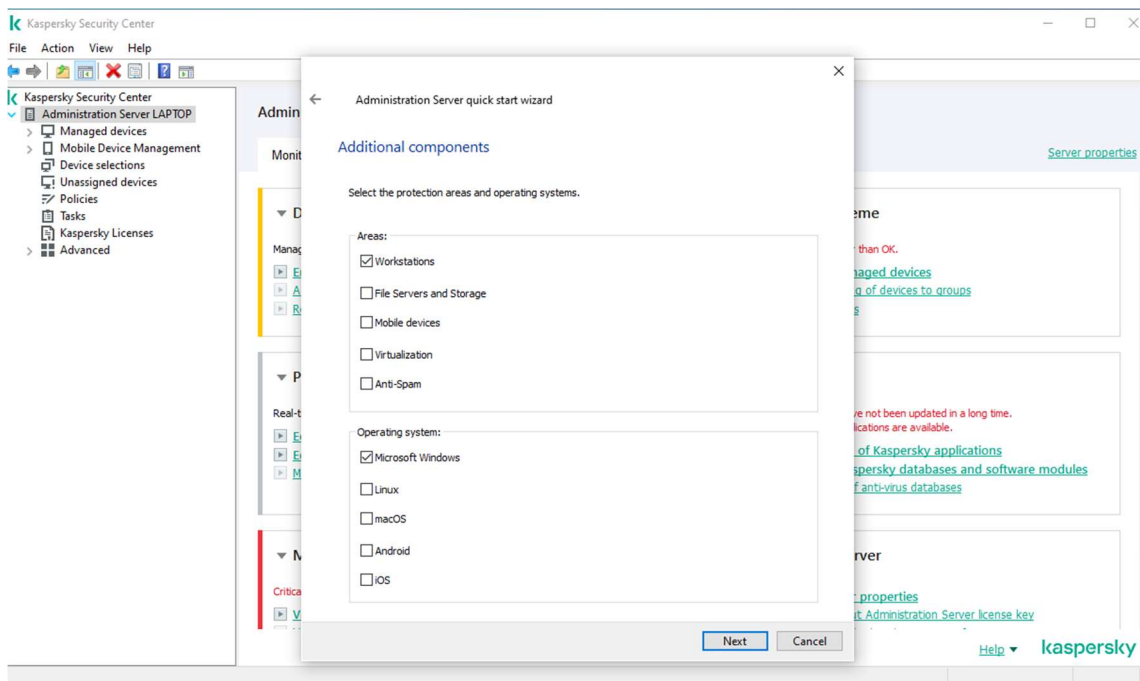 Kaspersky Security Center
File Action View Help
Kaspersky Security Center
Administration Server LAPTOP
Managed devices
Mobile Device Management
Device selections
Unassigned devices
Policies
Tasks
Kaspersky Licenses
Advanced
Admin
Monit
Server properties
Manag
Real-t
Critica
Administration Server quick start wizard
Additional components
Select the protection areas and operating systems.
Areas:
Workstations
File Servers and Storage
Mobile devices
Virtualization
Anti-Spam
Operating system:
Microsoft Windows
Linux
macOS
Android
iOS
Next Cancel
eme
than OK.
naged devices
g of devices to groups
ve not been updated in a long time.
lications are available.
of Kaspersky applications
spersky databases and software modules
f anti-virus databases
rver
properties
t Administration Server license key
Help
kaspersky